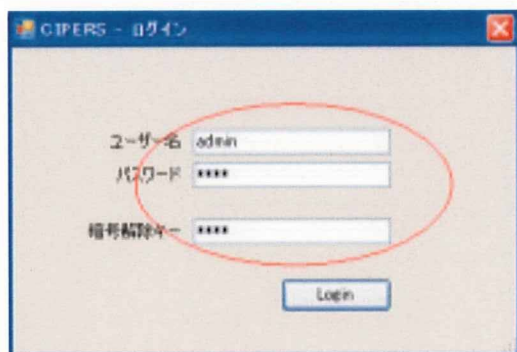 CIPERS - ログイン
ユーザー名 admin
パスワード ****
暗号解除キー ****
Login